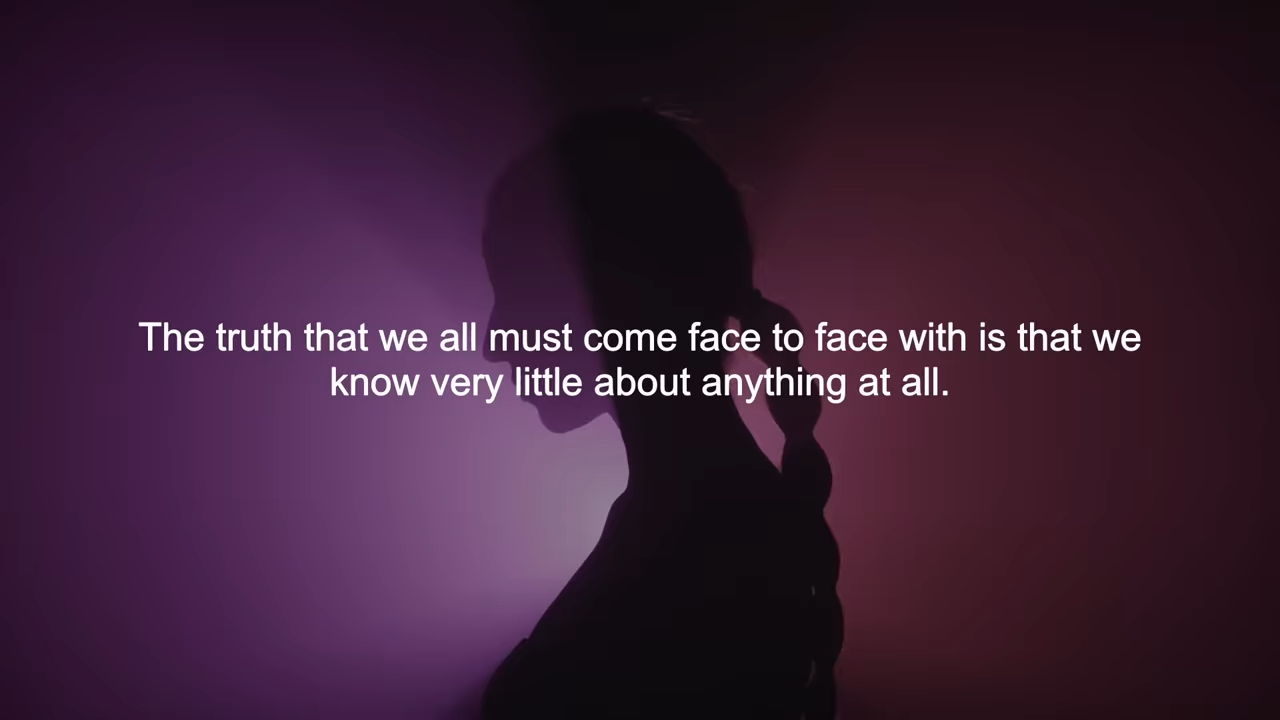 The truth that we all must come face to face with is that we
know very little about anything at all.